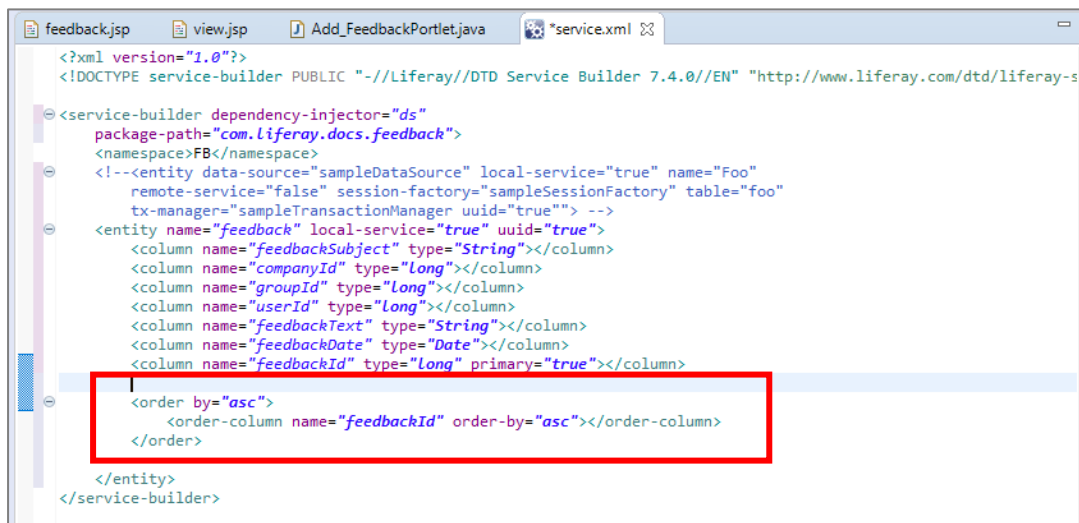 feedback.jsp view.jsp Add_FeedbackPortlet.java *service.xml
<?xml version="1.0"?>
<!DOCTYPE service-builder PUBLIC "-//Liferay//DTD Service Builder 7.4.0//EN" "http://www.liferay.com/dtd/liferay-s
<service-builder dependency-injector="ds"
package-path="com.liferay.docs.feedback">
<namespace>FB</namespace>
<!--<entity data-source="sampleDataSource" local-service="true" name="Foo"
remote-service="false" session-factory="sampleSessionFactory" table="foo"
tx-manager="sampleTransactionManager uuid="true""> -->
<entity name="feedback" local-service="true" uuid="true">
<column name="feedbackSubject" type="String"></column>
<column name="companyId" type="long"></column>
<column name="groupId" type="long"></column>
<column name="userId" type="long"></column>
<column name="feedbackText" type="String"></column>
<column name="feedbackDate" type="Date"></column>
<column name="feedbackId" type="long" primary="true"></column>
<order by="asc">
<order-column name="feedbackId" order-by="asc"></order-column>
</order>
</entity>
</service-builder>